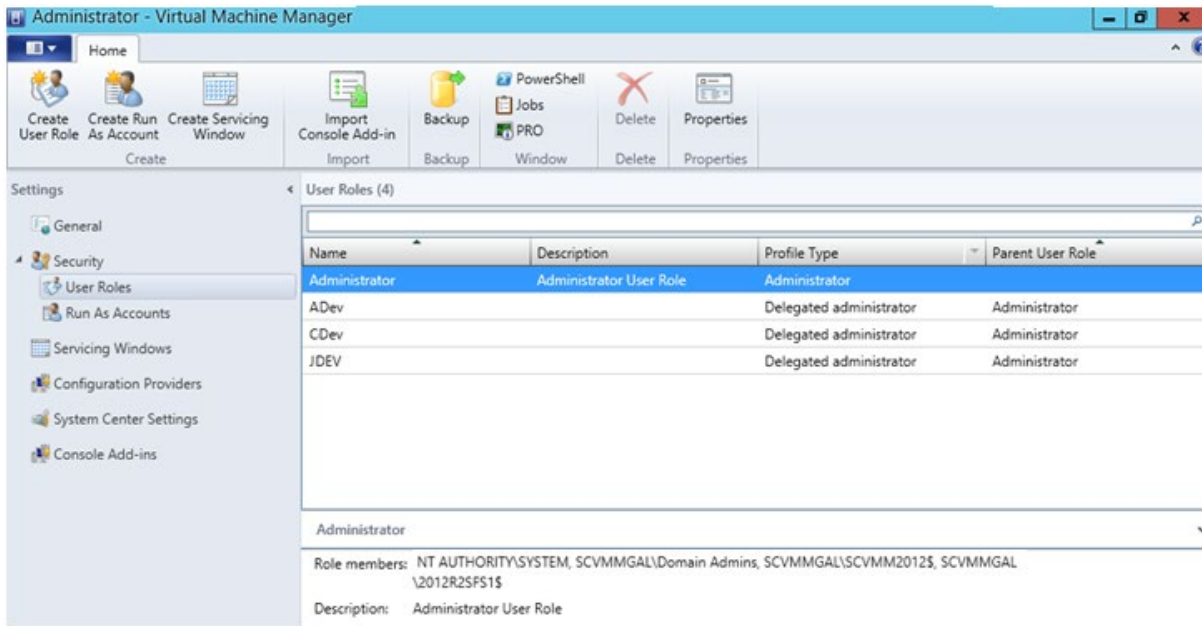 Administrator - Virtual Machine Manager
Home
Create User Role
Create Run As Account
Create Servicing Window
Import Console Add-in
Backup
PowerShell
Jobs
PRO
Delete
Properties
Create
Import
Backup
Window
Delete
Properties
Settings
General
Security
User Roles
Run As Accounts
Servicing Windows
Configuration Providers
System Center Settings
Console Add-ins
User Roles (4)
Name Description Profile Type Parent User Role
Administrator Administrator User Role Administrator
ADev Delegated administrator Administrator
CDev Delegated administrator Administrator
JDEV Delegated administrator Administrator
Administrator
Role members: NT AUTHORITY\SYSTEM, SCVMMGAL\Domain Admins, SCVMMGAL\SCVMM2012$, SCVMMGAL
\2012R2SFS1$
Description: Administrator User Role